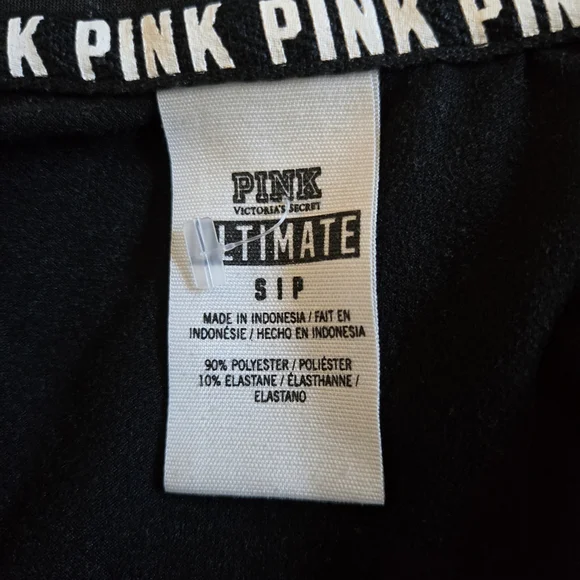 K PINK PINK PINK
PINK
VICTORIA'S SECRET
LTIMATE
S | P
MADE IN INDONESIA / FAIT EN
INDONÉSIE / HECHO EN INDONESIA
90% POLYESTER / POLIÉSTER
10% ELASTANE / ÉLASTHANNE /
ELASTANO